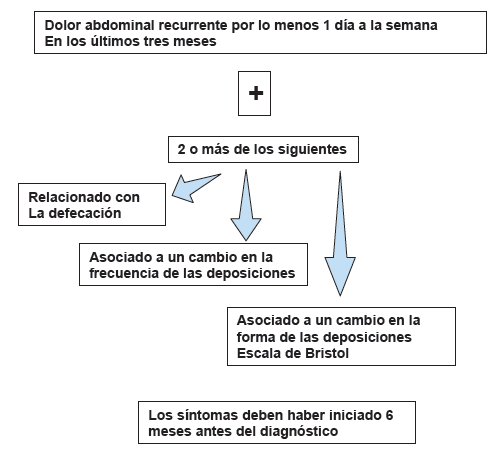 Dolor abdominal recurrente por lo menos 1 día a la semana
En los últimos tres meses
+
2 o más de los siguientes
Relacionado con
La defecación
Asociado a un cambio en la
frecuencia de las deposiciones
Asociado a un cambio en la
forma de las deposiciones
Escala de Bristol
Los síntomas deben haber iniciado 6
meses antes del diagnóstico